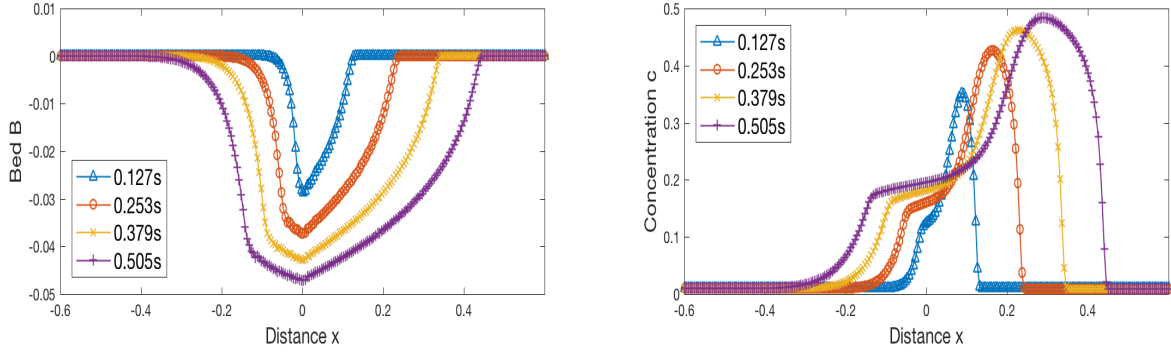 0.01
0
-0.01
-0.02
-0.03
-0.04
-0.05
Bed B
-0.6 -0.4 -0.2 0 0.2 0.4
Distance x
0.127s
0.253s
0.379s
0.505s
0.5
0.4
0.3
0.2
0.1
0
Concentration c
-0.6 -0.4 -0.2 0 0.2 0.4
Distance x
0.127s
0.253s
0.379s
0.505s